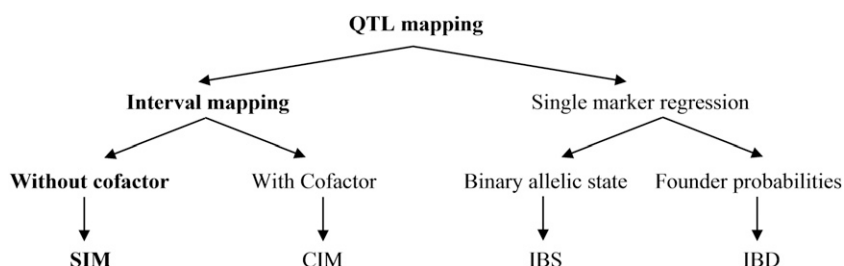 QTL mapping
Interval mapping
Single marker regression
Without cofactor
With Cofactor
Binary allelic state
Founder probabilities
SIM
CIM
IBS
IBD